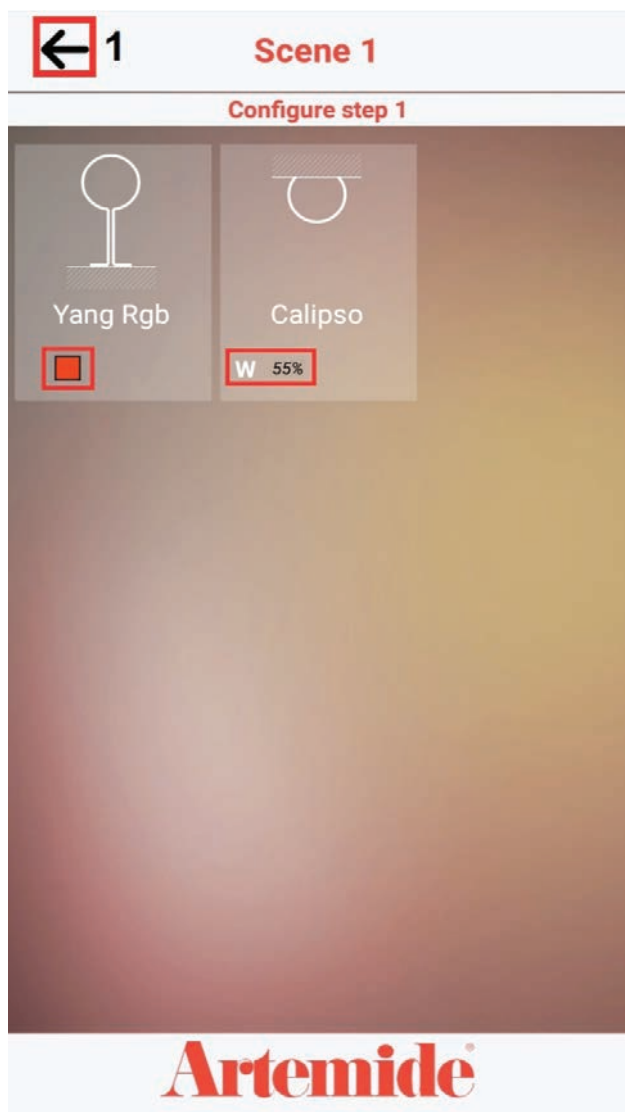 1 Scene 1
Configure step 1
Yang Rgb Calipso
W 55%
Artemide®